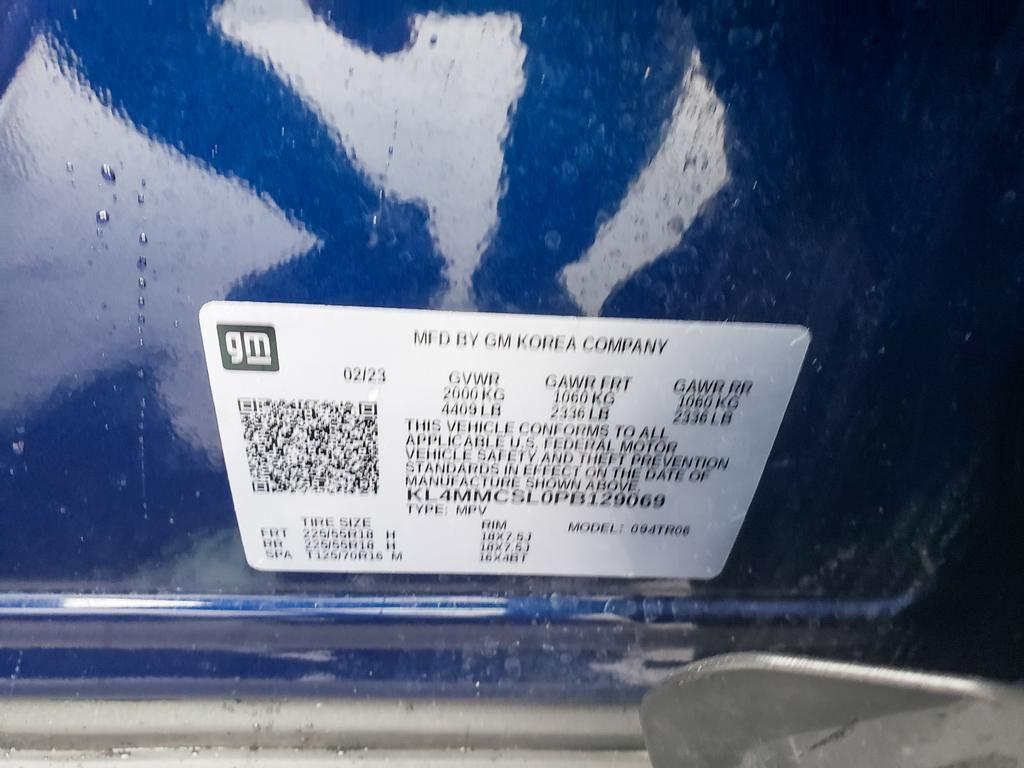 gm
MFD BY GM KOREA COMPANY
02/23 GVWR GAWR FRT GAWR RR
2000 KG 1060 KG 1060 KG
4409 LB 2336 LB 2336 LB
THIS VEHICLE CONFORMS TO ALL
APPLICABLE U.S. FEDERAL MOTOR
VEHICLE SAFETY AND THEFT PREVENTION
STANDARDS IN EFFECT ON THE DATE OF
MANUFACTURE SHOWN ABOVE.
KL4MMCSL0PB129069
TYPE: MPV
TIRE SIZE RIM MODEL: 094TR06
FRT 225/55R18 H 18X7.5J
RR 225/55R18 H 18X7.5J
SPA T125/70R16 M 16X4BT